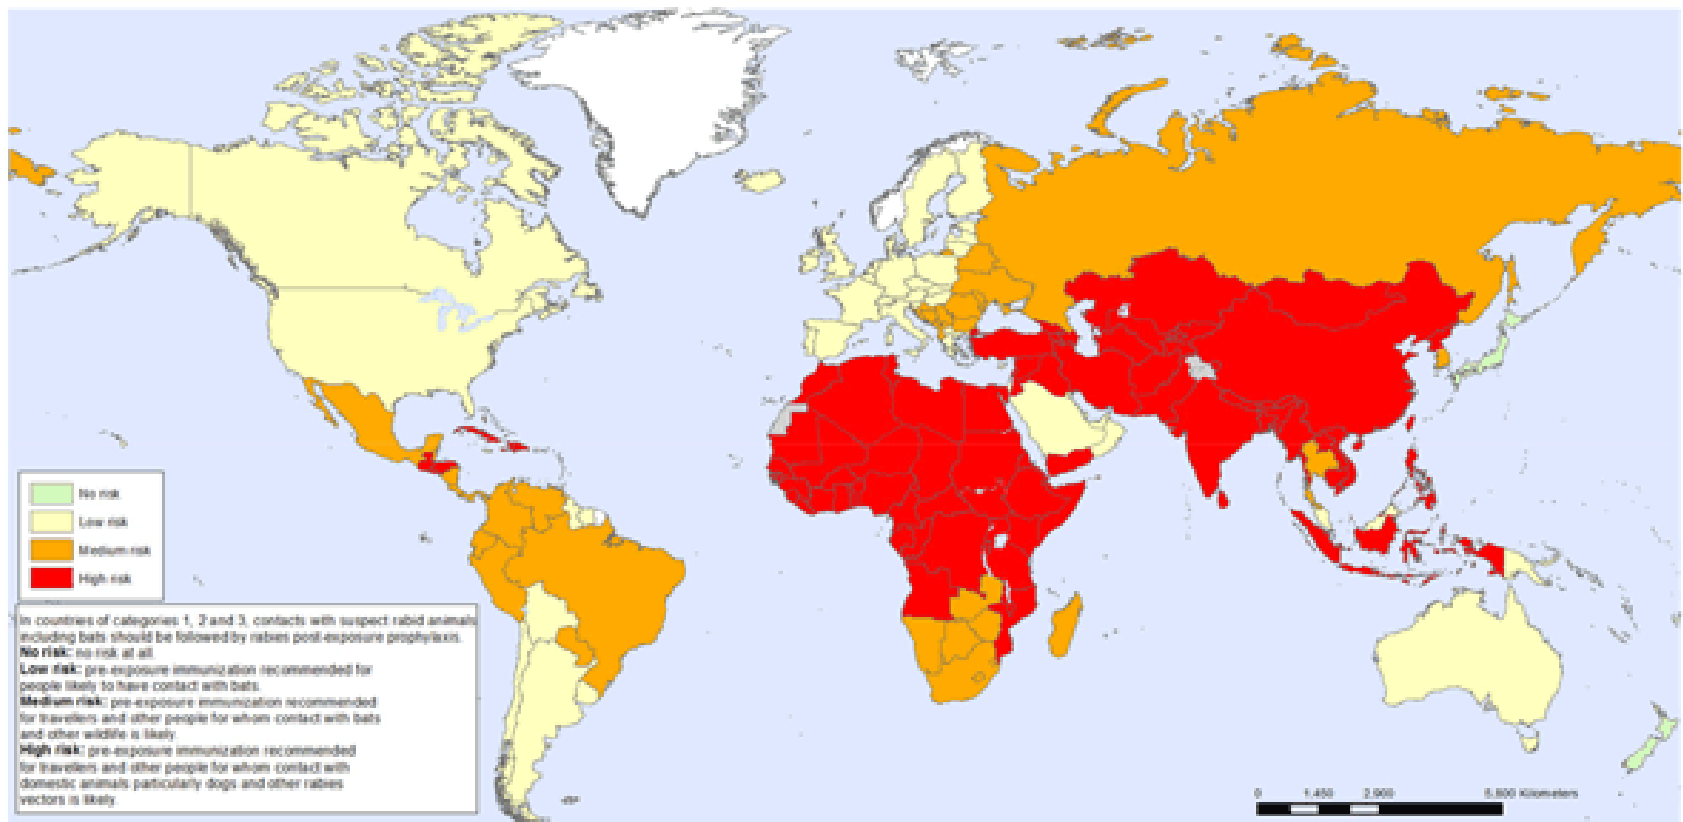 No risk
Low risk
Medium risk
High risk
In countries of categories 1, 2 and 3, contacts with suspect rabid animals
including bats should be followed by rabies post-exposure prophylaxis.
No risk: no risk at all.
Low risk: pre-exposure immunization recommended for
people likely to have contact with bats.
Medium risk: pre-exposure immunization recommended
for travellers and other people for whom contact with bats
and other wildlife is likely.
High risk: pre-exposure immunization recommended
for travellers and other people for whom contact with
domestic animals particularly dogs and other rabies
vectors is likely.
0 1,450 2,900 5,800 Kilometers